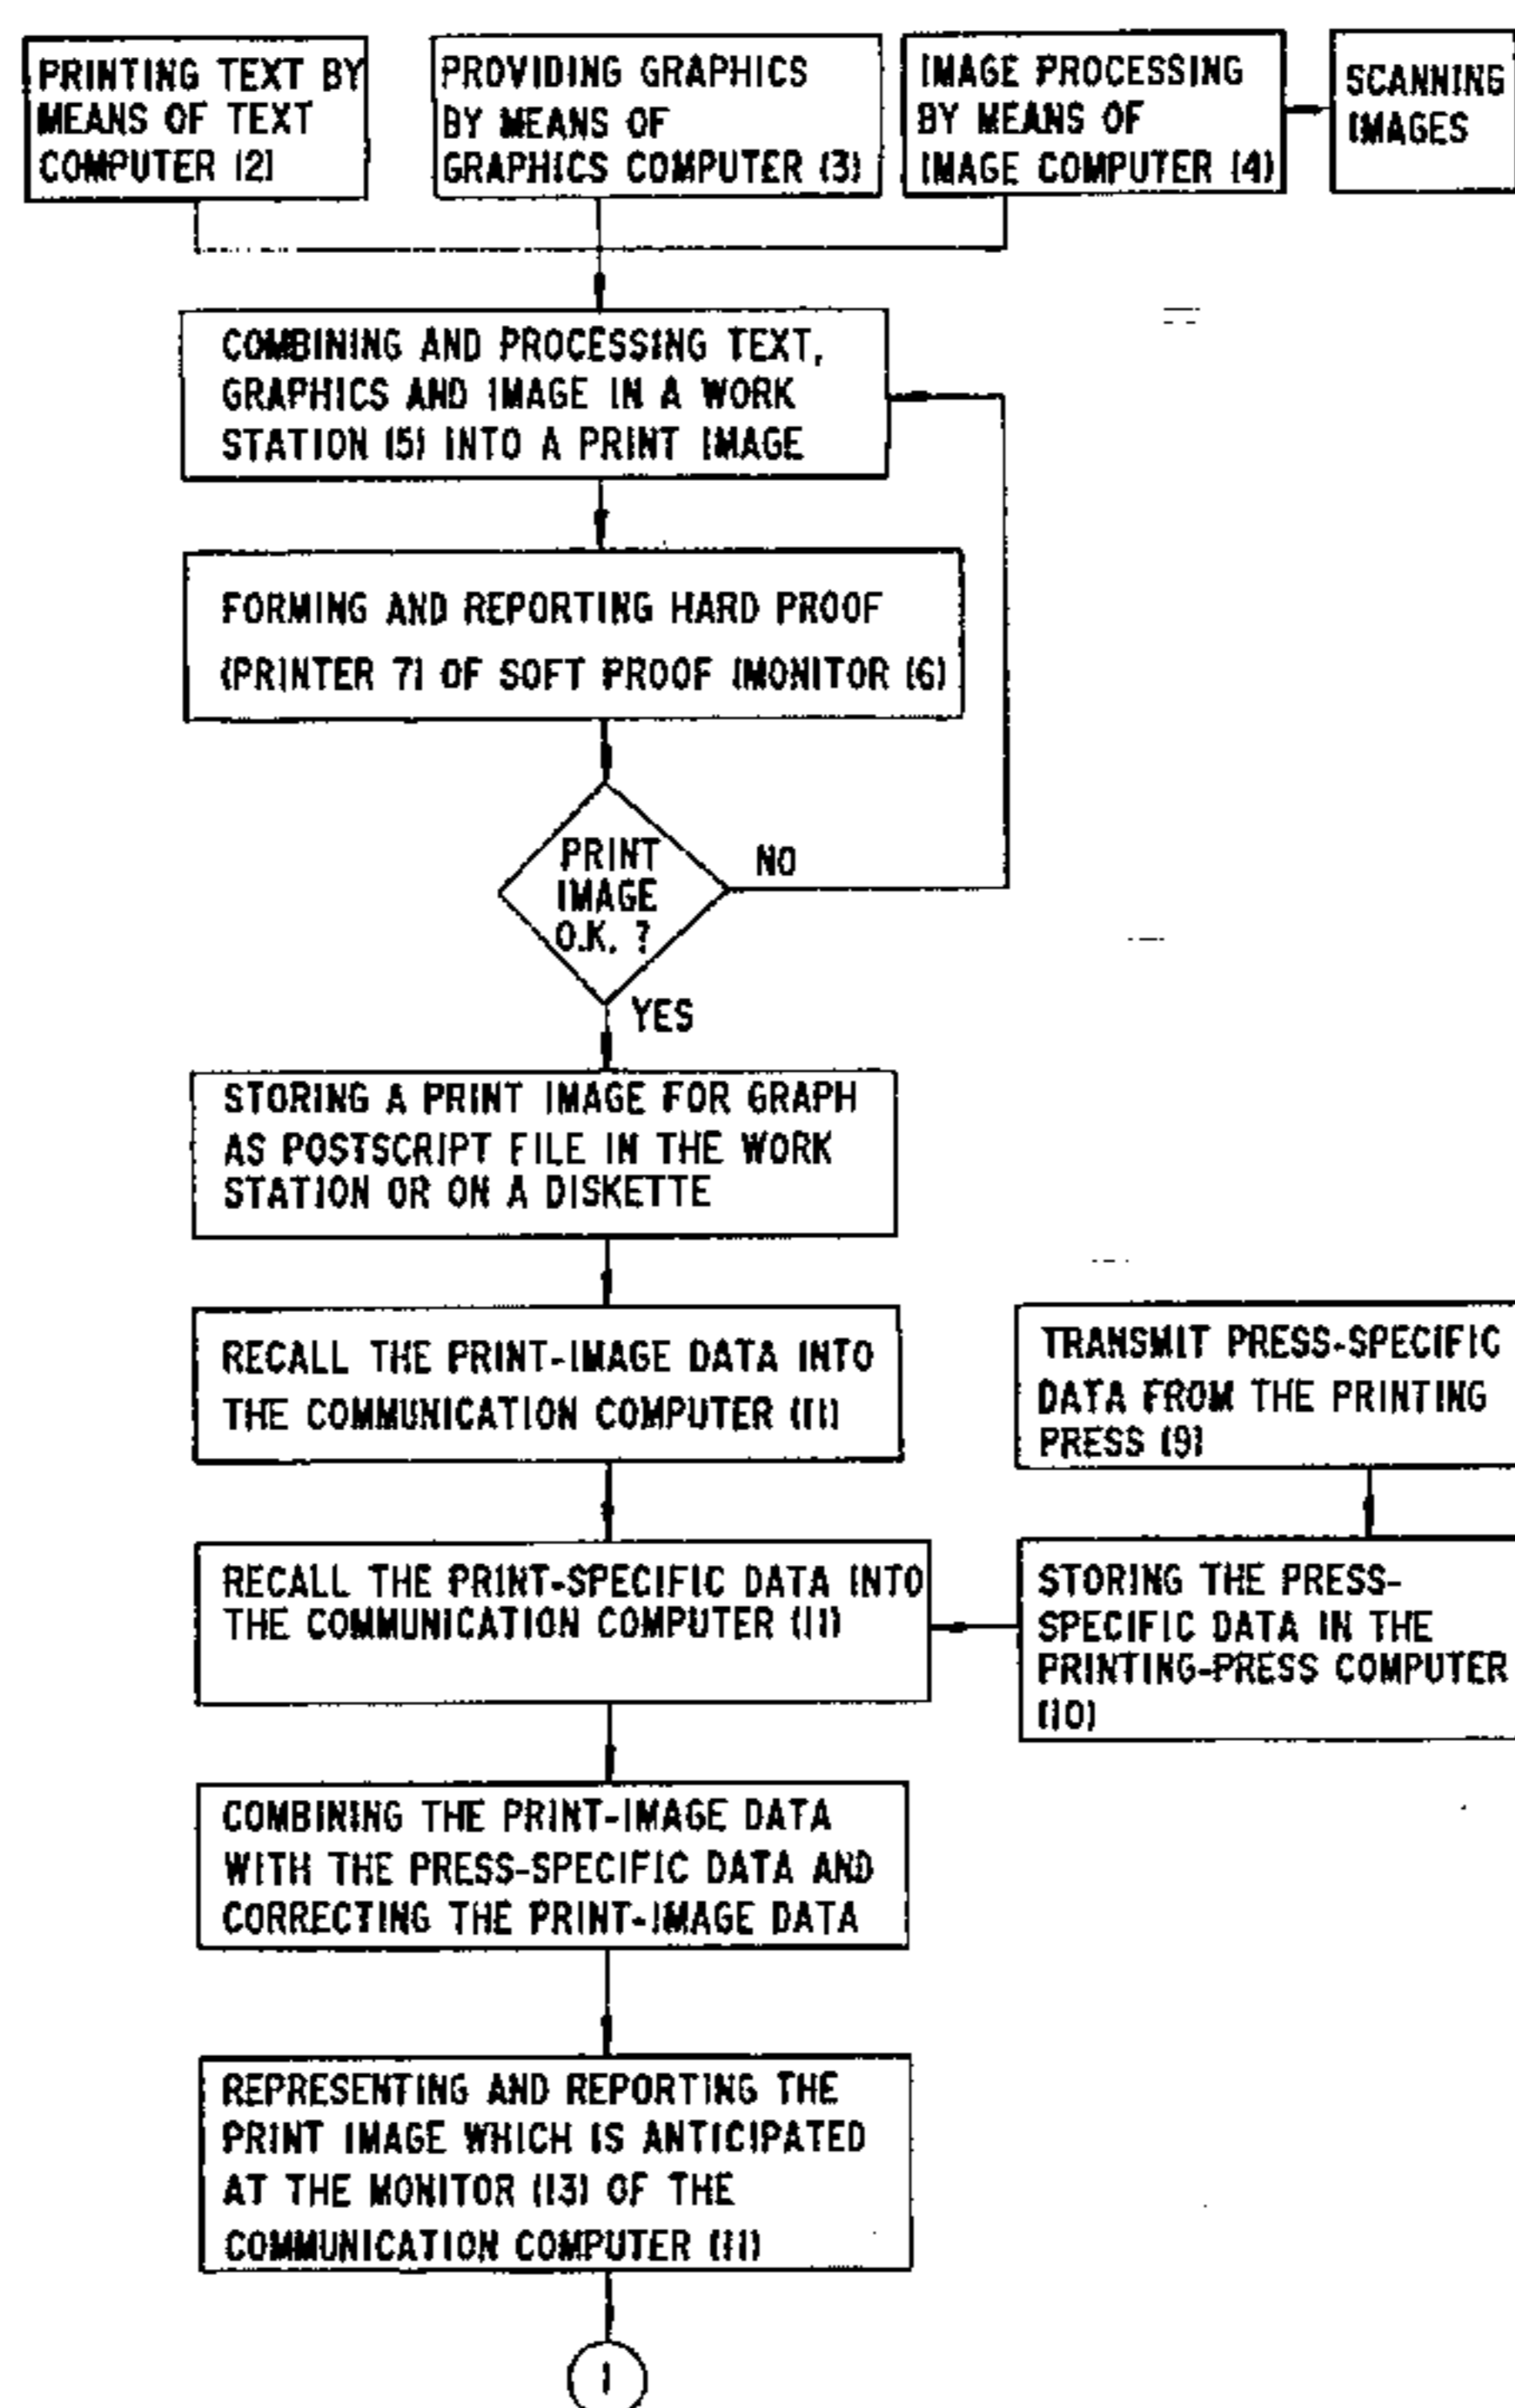 PRINTING TEXT BY
MEANS OF TEXT
COMPUTER (2)
PROVIDING GRAPHICS
BY MEANS OF
GRAPHICS COMPUTER (3)
IMAGE PROCESSING
BY MEANS OF
IMAGE COMPUTER (4)
SCANNING
IMAGES
COMBINING AND PROCESSING TEXT,
GRAPHICS AND IMAGE IN A WORK
STATION (5) INTO A PRINT IMAGE
FORMING AND REPORTING HARD PROOF
(PRINTER 7) OF SOFT PROOF (MONITOR (6)
PRINT
IMAGE
O.K. ?
NO
YES
STORING A PRINT IMAGE FOR GRAPH
AS POSTSCRIPT FILE IN THE WORK
STATION OR ON A DISKETTE
RECALL THE PRINT-IMAGE DATA INTO
THE COMMUNICATION COMPUTER (11)
TRANSMIT PRESS-SPECIFIC
DATA FROM THE PRINTING
PRESS (9)
RECALL THE PRINT-SPECIFIC DATA INTO
THE COMMUNICATION COMPUTER (11)
STORING THE PRESS-
SPECIFIC DATA IN THE
PRINTING-PRESS COMPUTER
(10)
COMBINING THE PRINT-IMAGE DATA
WITH THE PRESS-SPECIFIC DATA AND
CORRECTING THE PRINT-IMAGE DATA
REPRESENTING AND REPORTING THE
PRINT IMAGE WHICH IS ANTICIPATED
AT THE MONITOR (13) OF THE
COMMUNICATION COMPUTER (11)
1